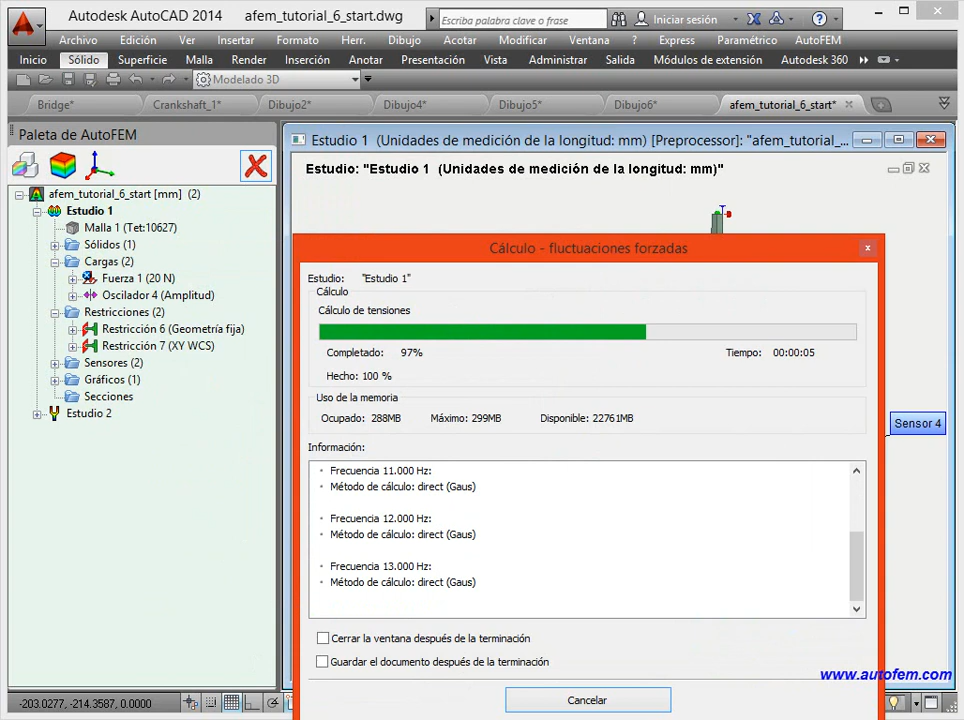 Autodesk AutoCAD 2014 afem_tutorial_6_start.dwg Escriba palabra clave o frase Iniciar sesión
Archivo Edición Ver Insertar Formato Herr. Dibujo Acotar Modificar Ventana ? Express Paramétrico AutoFEM
Inicio Sólido Superficie Malla Render Inserción Anotar Presentación Vista Administrar Salida Módulos de extensión Autodesk 360
Modelado 3D
Bridge* Crankshaft_1* Dibujo2* Dibujo4* Dibujo5* Dibujo6* afem_tutorial_6_start*
Paleta de AutoFEM
Estudio 1 (Unidades de medición de la longitud: mm) [Preprocesor]: "afem_tutorial_...
Estudio: "Estudio 1 (Unidades de medición de la longitud: mm)"
afem_tutorial_6_start [mm] (2)
Estudio 1
Malla 1 (Tet:10627)
Sólidos (1)
Cargas (2)
Fuerza 1 (20 N)
Oscilador 4 (Amplitud)
Restricciones (2)
Restricción 6 (Geometría fija)
Restricción 7 (XY WCS)
Sensores (2)
Gráficos (1)
Secciones
Estudio 2
Cálculo - fluctuaciones forzadas
x
Estudio: "Estudio 1"
Cálculo
Cálculo de tensiones
Completado: 97% Tiempo: 00:00:05
Hecho: 100 %
Uso de la memoria
Ocupado: 288MB Máximo: 299MB Disponible: 22761MB
Información:
Frecuencia 11.000 Hz:
Método de cálculo: direct (Gaus)
Frecuencia 12.000 Hz:
Método de cálculo: direct (Gaus)
Frecuencia 13.000 Hz:
Método de cálculo: direct (Gaus)
Cerrar la ventana después de la terminación
Guardar el documento después de la terminación
Cancelar
Sensor 4
www.autofem.com
-203.0277, -214.3587, 0.0000